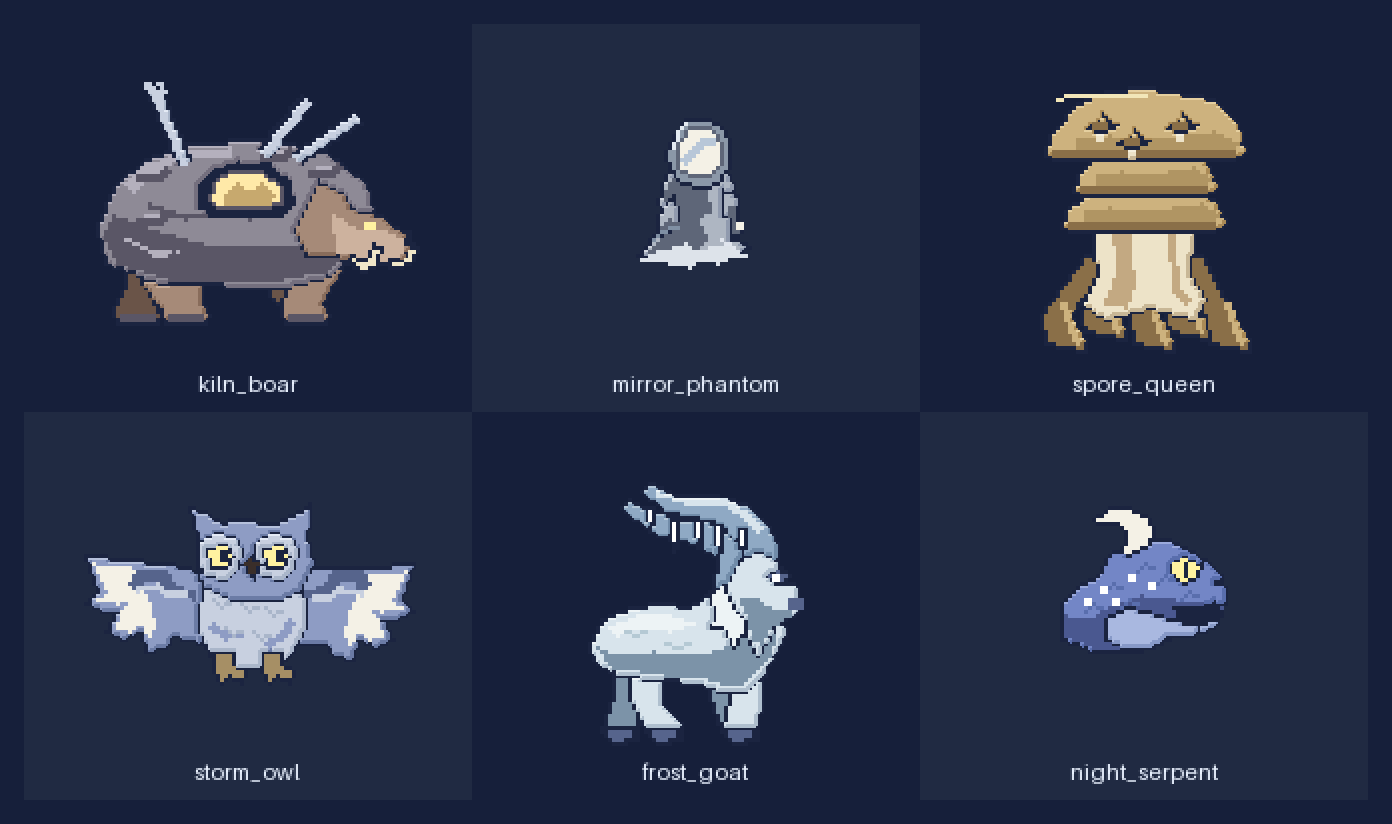 kiln_boar
mirror_phantom
spore_queen
storm_owl
frost_goat
night_serpent